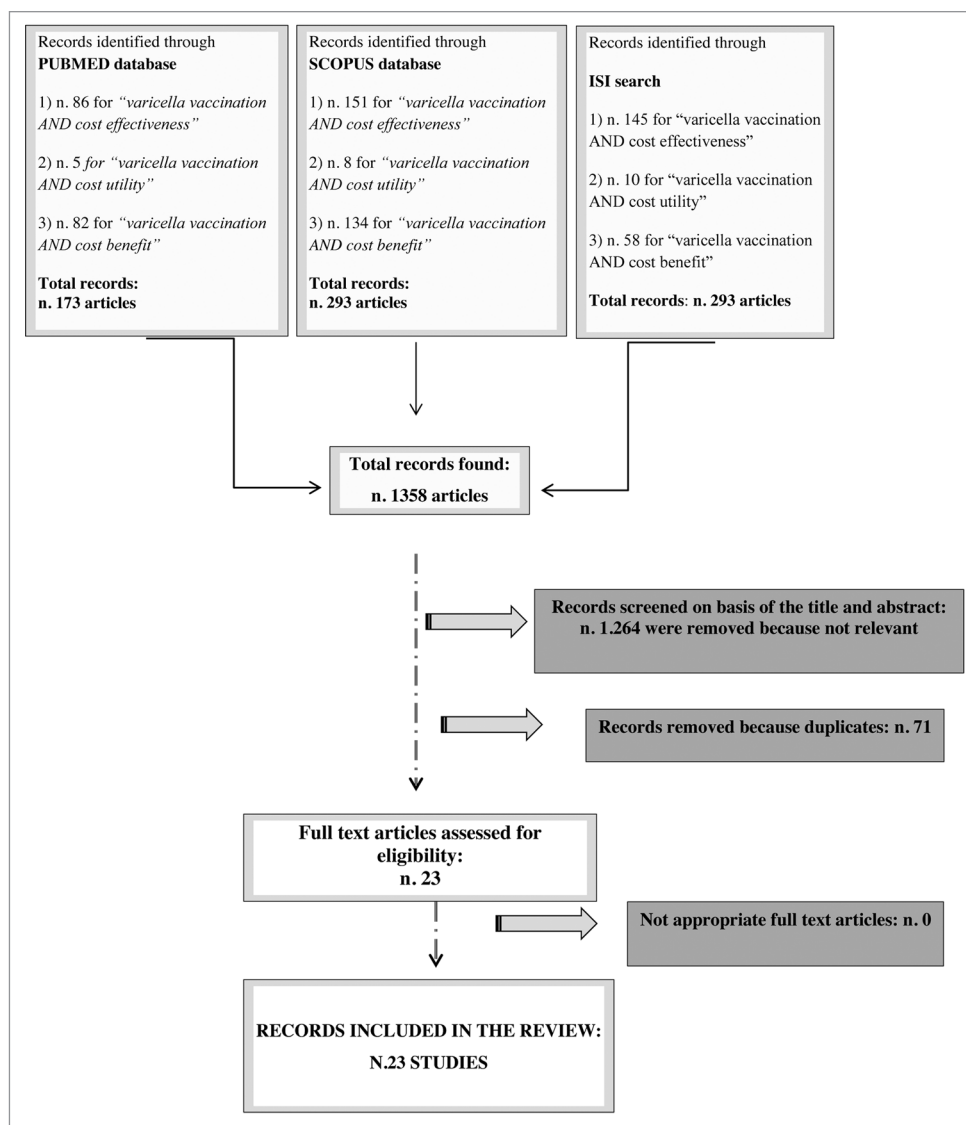 Records identified through
PUBMED database
1) n. 86 for “varicella vaccination
AND cost effectiveness”
2) n. 5 for “varicella vaccination
AND cost utility”
3) n. 82 for “varicella vaccination
AND cost benefit”
Total records:
n. 173 articles
Records identified through
SCOPUS database
1) n. 151 for “varicella vaccination
AND cost effectiveness”
2) n. 8 for “varicella vaccination
AND cost utility”
3) n. 134 for “varicella vaccination
AND cost benefit”
Total records:
n. 293 articles
Records identified through
ISI search
1) n. 145 for “varicella vaccination
AND cost effectiveness”
2) n. 10 for “varicella vaccination
AND cost utility”
3) n. 58 for “varicella vaccination
AND cost benefit”
Total records: n. 293 articles
Total records found:
n. 1358 articles
Records screened on basis of the title and abstract:
n. 1.264 were removed because not relevant
Records removed because duplicates: n. 71
Full text articles assessed for
eligibility:
n. 23
Not appropriate full text articles: n. 0
RECORDS INCLUDED IN THE REVIEW:
N.23 STUDIES